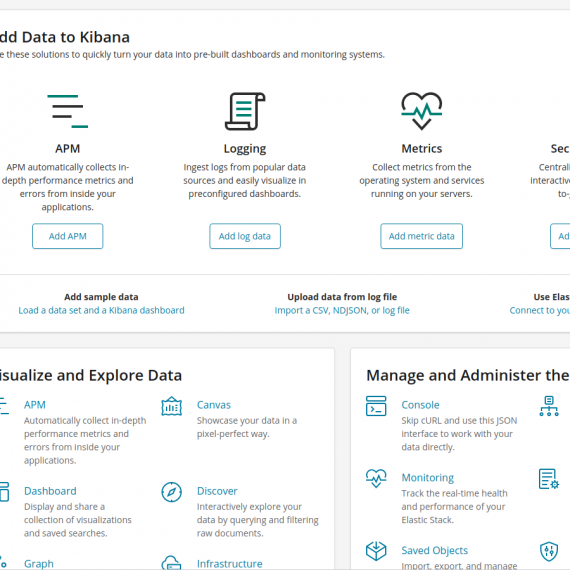 dd Data to Kibana
e these solutions to quickly turn your data into pre-built dashboards and monitoring systems.
APM
APM automatically collects in-
depth performance metrics and
errors from inside your
applications.
Add APM
Logging
Ingest logs from popular data
sources and easily visualize in
preconfigured dashboards.
Add log data
Metrics
Collect metrics from the
operating system and services
running on your servers.
Add metric data
Sec
Centrali
interactive
to-
Ad
Add sample data
Load a data set and a Kibana dashboard
Upload data from log file
Import a CSV, NDJSON, or log file
Use Elas
Connect to you
isualize and Explore Data
APM
Automatically collect in-depth
performance metrics and
errors from inside your
applications.
Canvas
Showcase your data in a
pixel-perfect way.
Dashboard
Display and share a
collection of visualizations
and saved searches.
Discover
Interactively explore your
data by querying and filtering
raw documents.
Graph
Infrastructure
Manage and Administer the
Console
Skip cURL and use this JSON
interface to work with your
data directly.
Monitoring
Track the real-time health
and performance of your
Elastic Stack.
Saved Objects
Import, export, and manage